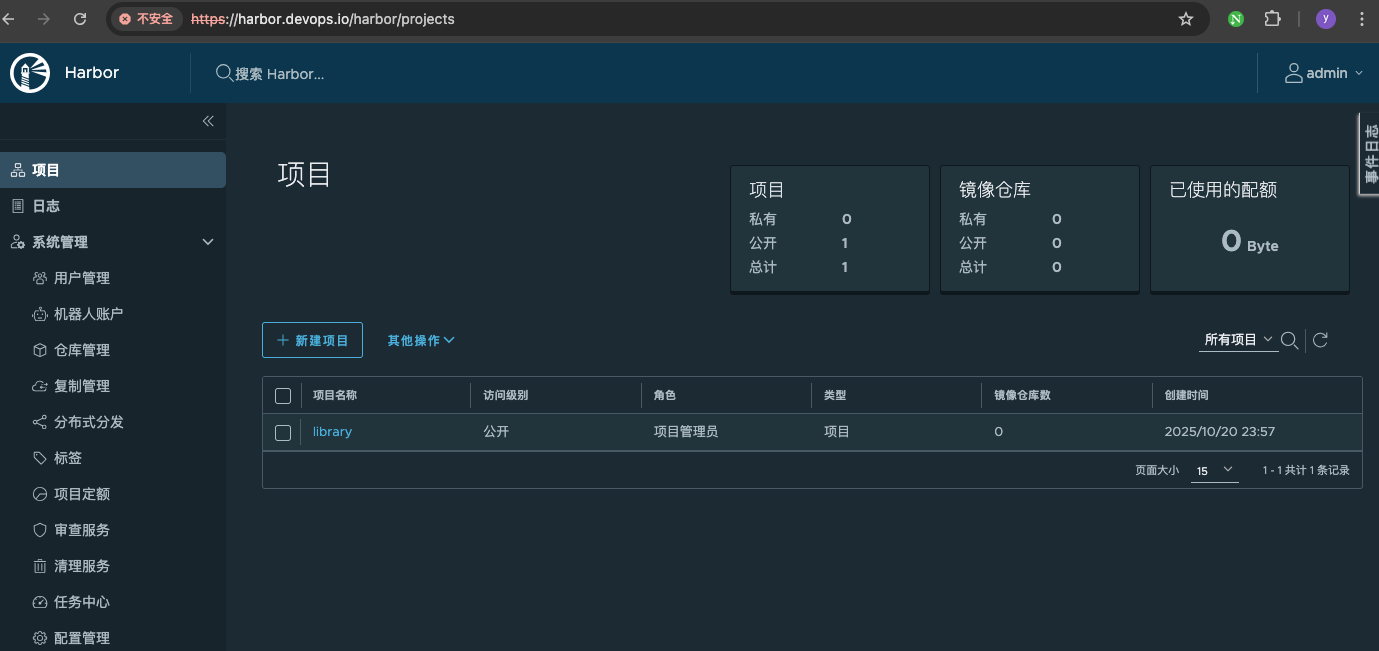 不安全 https://harbor.devops.io/harbor/projects N y
Harbor 搜索 Harbor... admin
事件日志
项目
日志
系统管理
用户管理
机器人账户
仓库管理
复制管理
分布式分发
标签
项目定额
审查服务
清理服务
任务中心
配置管理
项目
项目
私有 0
公开 1
总计 1
镜像仓库
私有 0
公开 0
总计 0
已使用的配额
0 Byte
新建项目 其他操作 所有项目
项目名称 访问级别 角色 类型 镜像仓库数 创建时间
library 公开 项目管理员 项目 0 2025/10/20 23:57
页面大小 15 1 - 1 共计 1 条记录